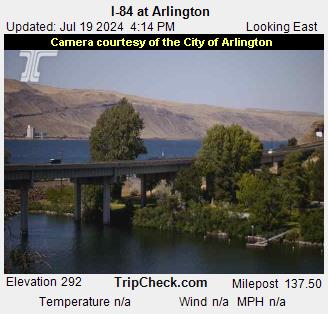 I-84 at Arlington
Updated: Jul 19 2024 4:14 PM Looking East
Camera courtesy of the City of Arlington
Elevation 292 TripCheck.com Milepost 137.50
Temperature n/a Wind n/a MPH n/a